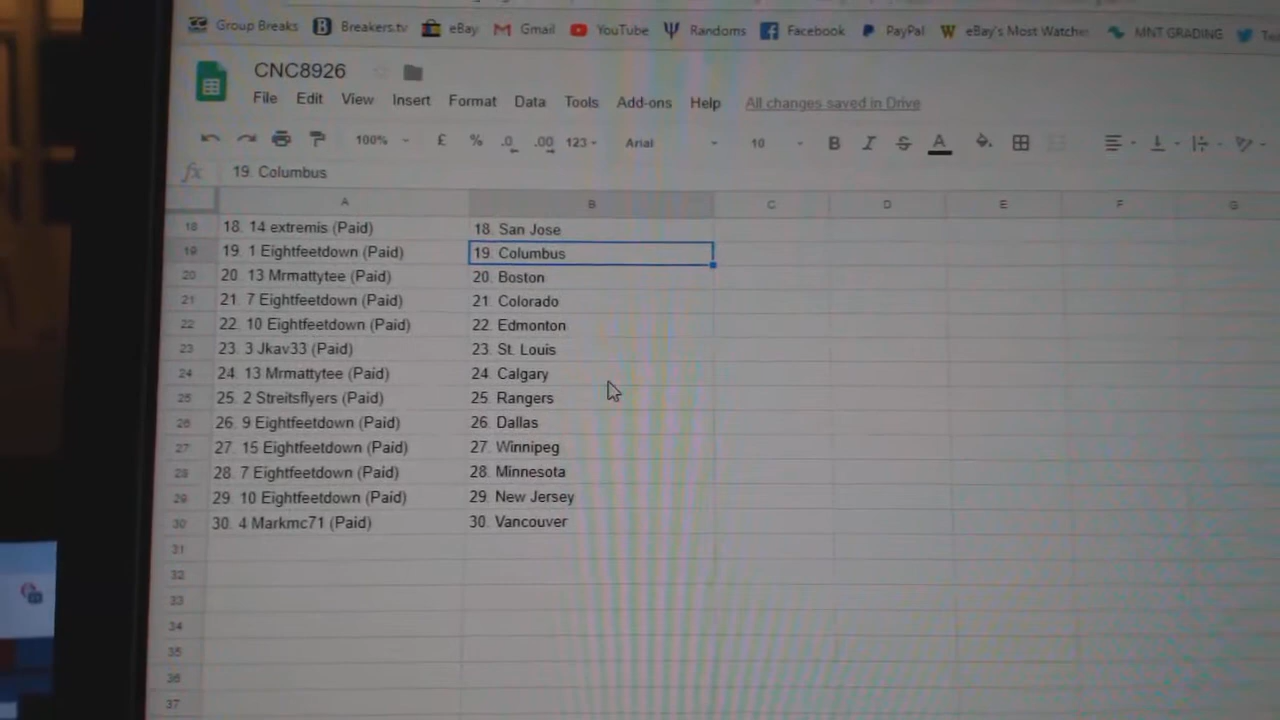 Group Breaks Breakers.tv eBay Gmail YouTube Randoms Facebook PayPal eBay's Most Watche MNT GRADING
CNC8926
File Edit View Insert Format Data Tools Add-ons Help All changes saved in Drive
100% £ % .0 .00 123 Arial 10 B I S A
fx 19. Columbus
A B C D E F G
18 18. 14 extremis (Paid) 18. San Jose
19 19. 1 Eightfeetdown (Paid) 19. Columbus
20 20. 13 Mrmattytee (Paid) 20. Boston
21 21. 7 Eightfeetdown (Paid) 21. Colorado
22 22. 10 Eightfeetdown (Paid) 22. Edmonton
23 23. 3 Jkav33 (Paid) 23. St. Louis
24 24. 13 Mrmattytee (Paid) 24. Calgary
25 25. 2 Streitsflyers (Paid) 25. Rangers
26 26. 9 Eightfeetdown (Paid) 26. Dallas
27 27. 15 Eightfeetdown (Paid) 27. Winnipeg
28 28. 7 Eightfeetdown (Paid) 28. Minnesota
29 29. 10 Eightfeetdown (Paid) 29. New Jersey
30 30. 4 Markmc71 (Paid) 30. Vancouver
31
32
33
34
35
36
37